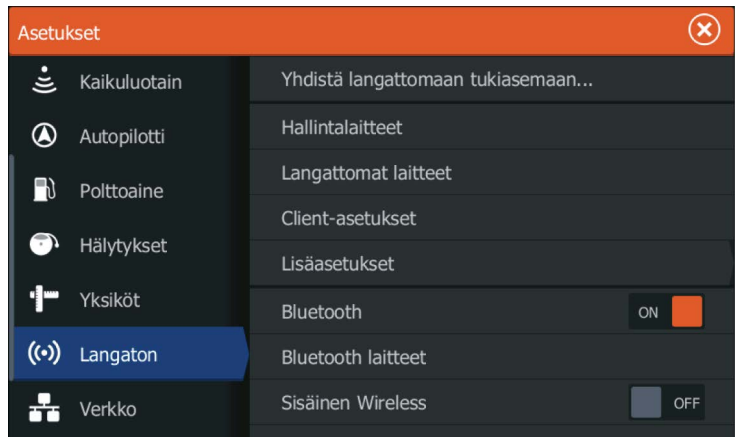 Asetukset
Kaikuluotain
Autopilotti
Polttoaine
Hälytykset
Yksiköt
Langaton
Verkko
Yhdistä langattomaan tukiasemaan...
Hallintalaitteet
Langattomat laitteet
Client-asetukset
Lisäasetukset
Bluetooth ON
Bluetooth laitteet
Sisäinen Wireless OFF